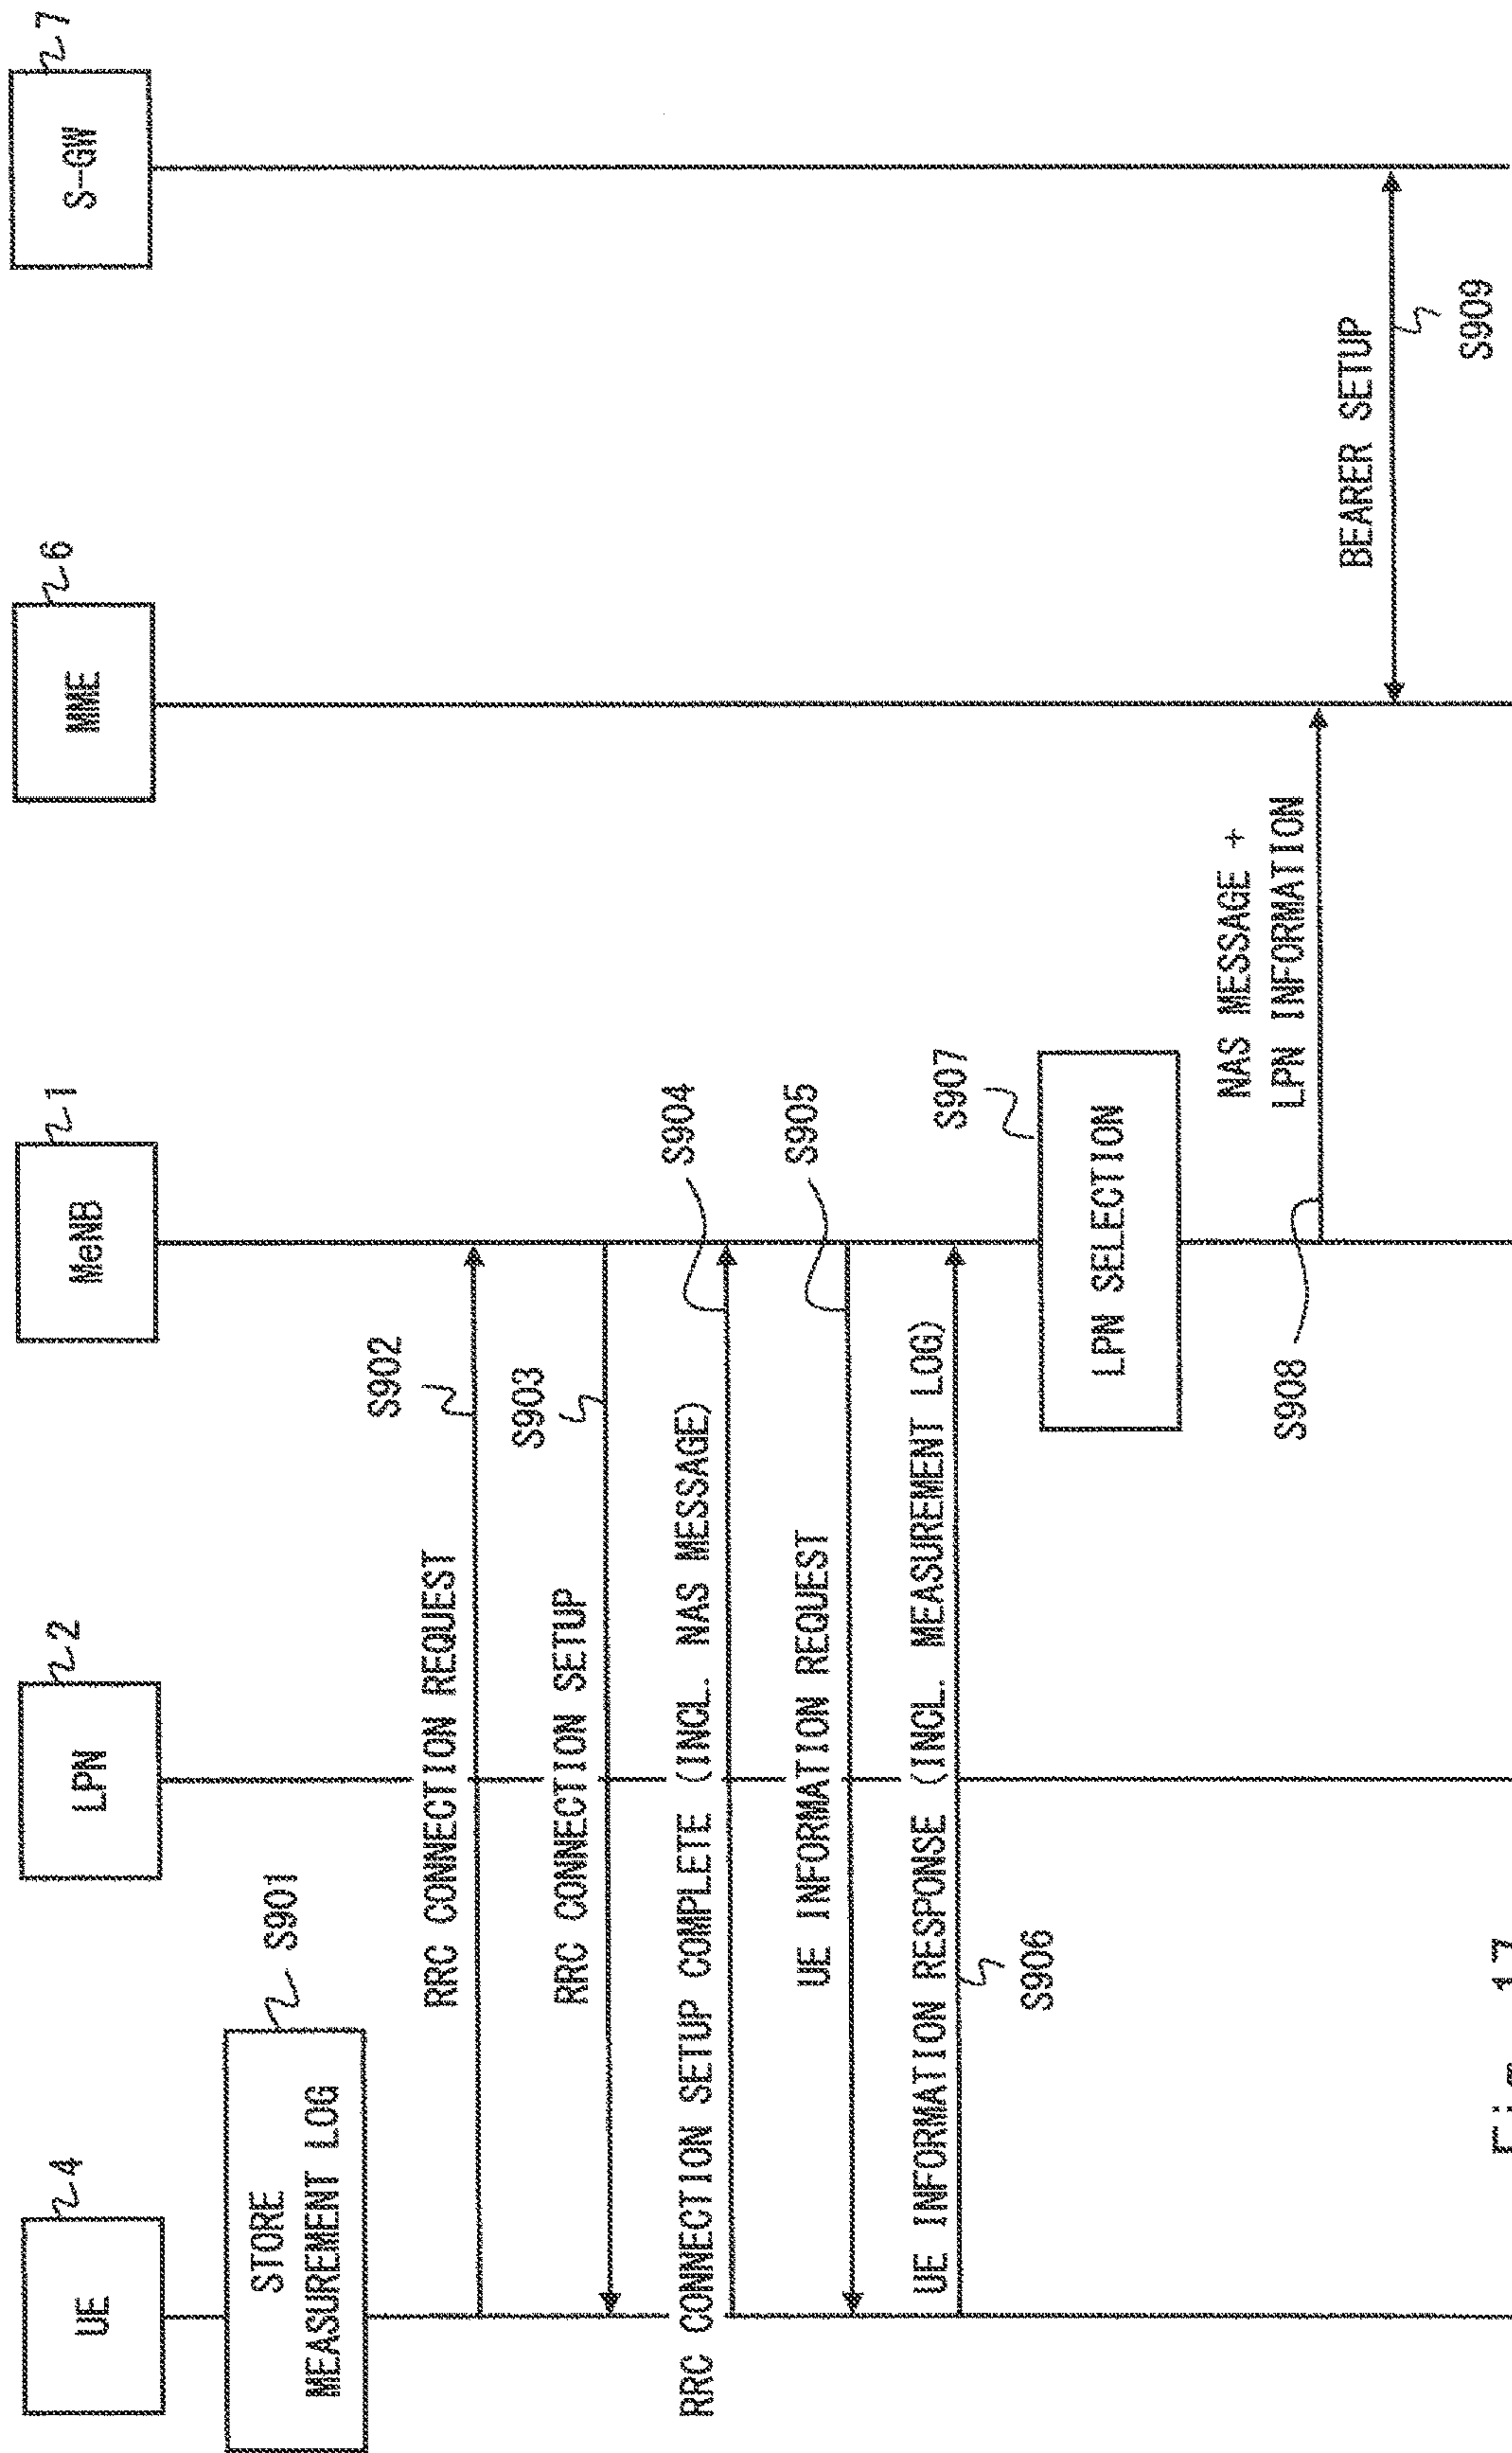 UE
4
LPN
2
MeNB
1
MME
6
S-GW
7
STORE
MEASUREMENT LOG
S901
RRC CONNECTION REQUEST
S902
RRC CONNECTION SETUP
S903
RRC CONNECTION SETUP COMPLETE (INCL. NAS MESSAGE)
S904
UE INFORMATION REQUEST
S905
UE INFORMATION RESPONSE (INCL. MEASUREMENT LOG)
S906
LPN SELECTION
S907
NAS MESSAGE +
LPN INFORMATION
S908
BEARER SETUP
S909
Fig. 17